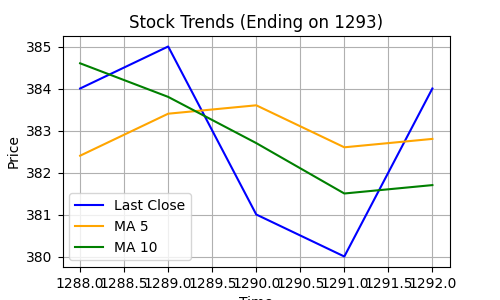 Stock Trends (Ending on 1293)
Price
385
384
383
382
381
380
Last Close
MA 5
MA 10
1288.0 1288.5 1289.0 1289.5 1290.0 1290.5 1291.0 1291.5 1292.0
Time